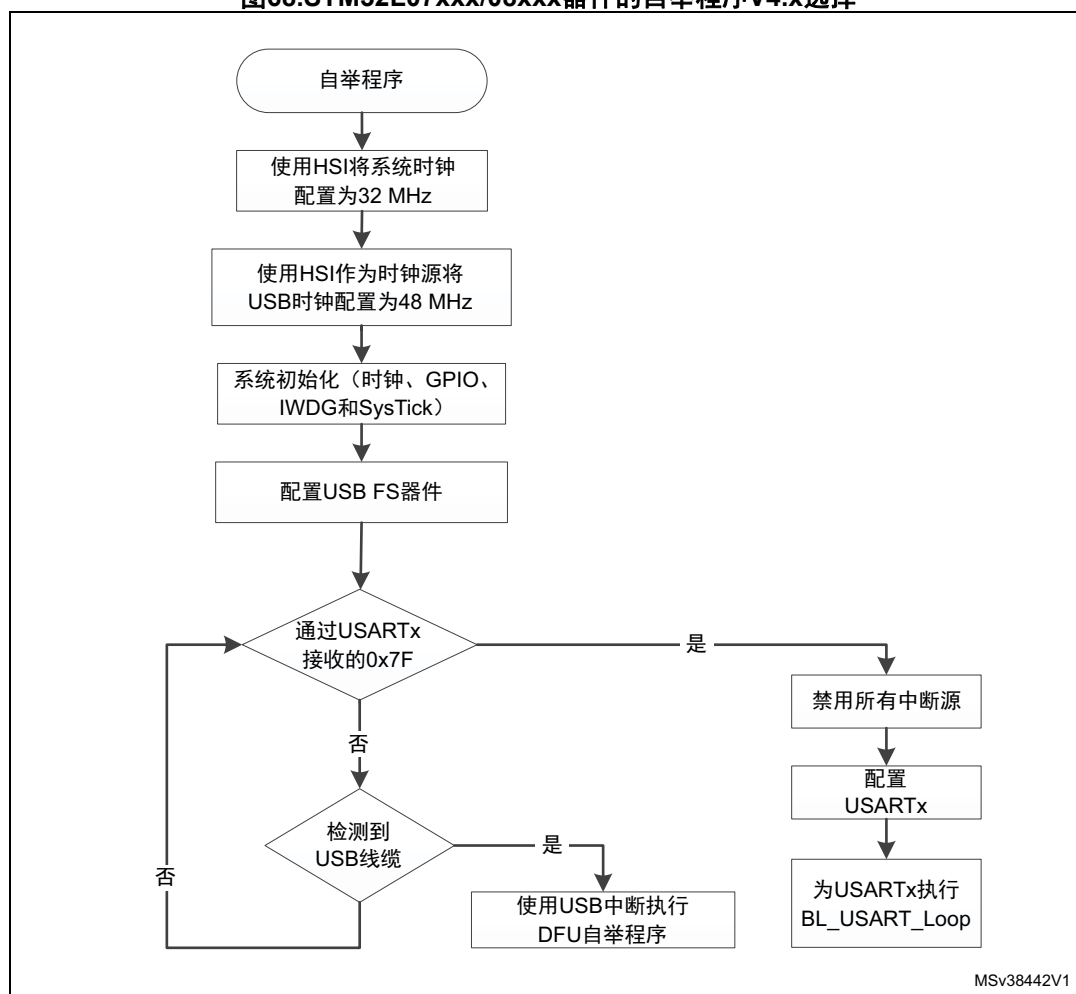 自举程序
使用HSI将系统时钟
配置为32 MHz
使用HSI作为时钟源将
USB时钟配置为48 MHz
系统初始化（时钟、GPIO、
IWDG和SysTick）
配置USB FS器件
通过USARTx
接收的0x7F
是
禁用所有中断源
配置
USARTx
为USARTx执行
BL_USART_Loop
否
检测到
USB线缆
是
使用USB中断执行
DFU自举程序
否
MSv38442V1